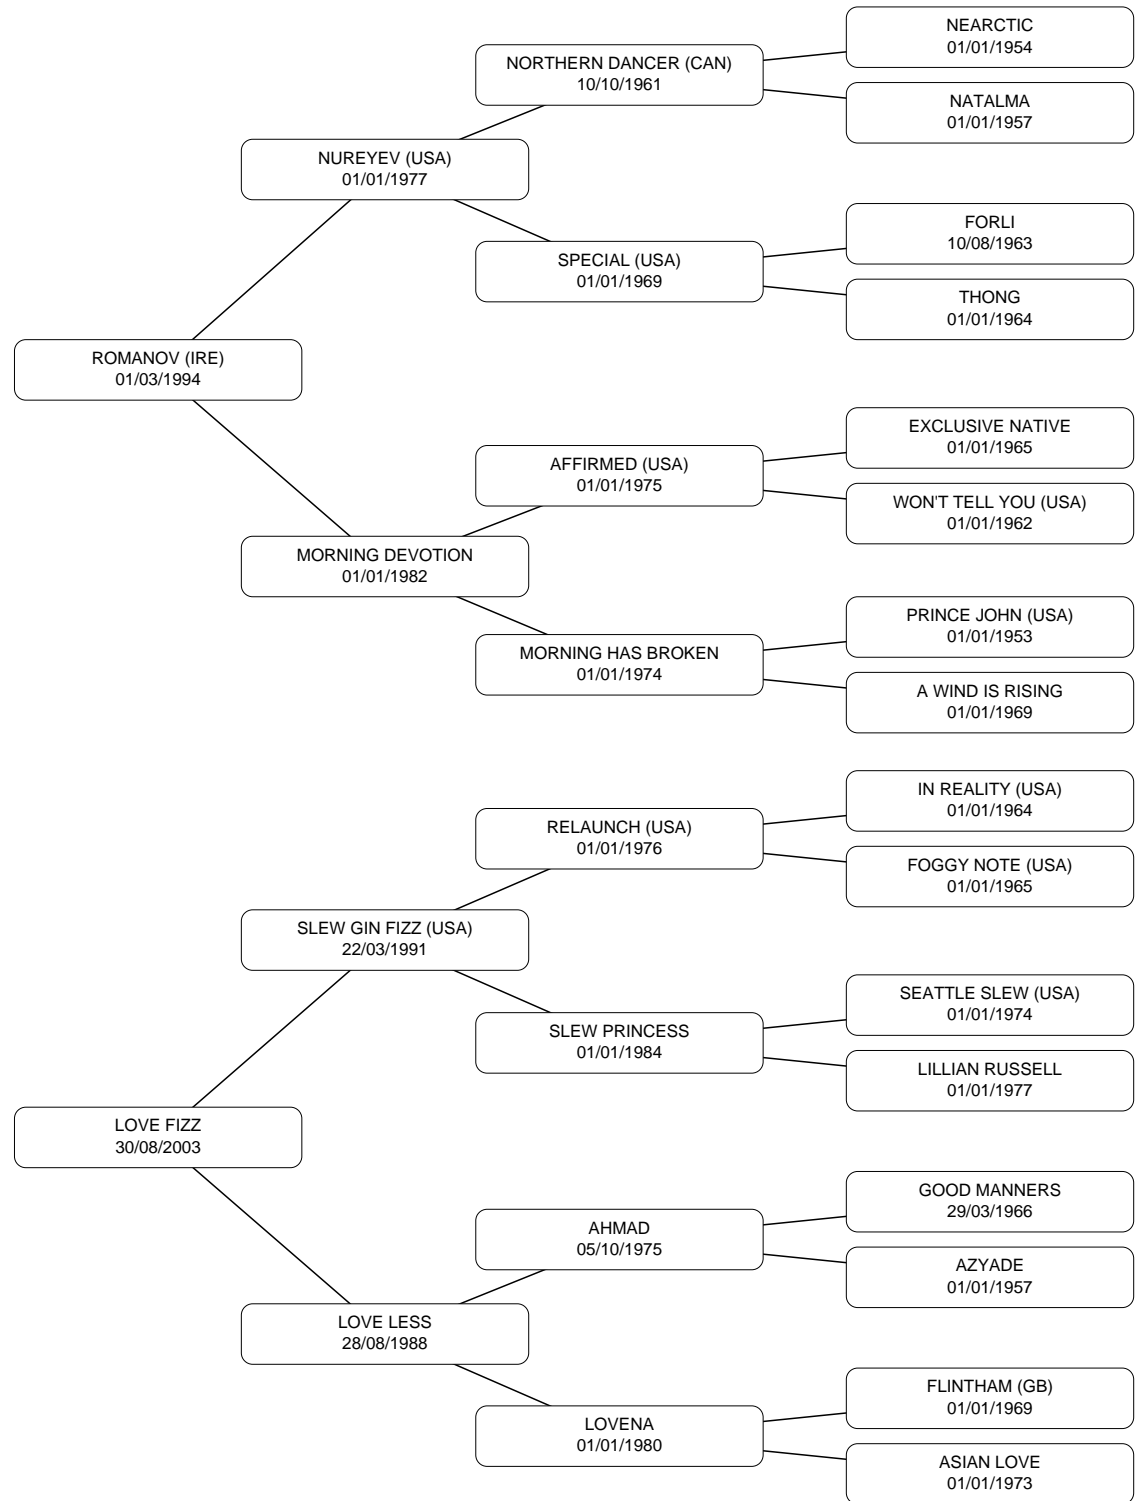 NEARCTIC
01/01/1954
NORTHERN DANCER (CAN)
10/10/1961
NATALMA
01/01/1957
NUREYEV (USA)
01/01/1977
FORLI
10/08/1963
SPECIAL (USA)
01/01/1969
THONG
01/01/1964
ROMANOV (IRE)
01/03/1994
EXCLUSIVE NATIVE
01/01/1965
AFFIRMED (USA)
01/01/1975
WON'T TELL YOU (USA)
01/01/1962
MORNING DEVOTION
01/01/1982
PRINCE JOHN (USA)
01/01/1953
MORNING HAS BROKEN
01/01/1974
A WIND IS RISING
01/01/1969
IN REALITY (USA)
01/01/1964
RELAUNCH (USA)
01/01/1976
FOGGY NOTE (USA)
01/01/1965
SLEW GIN FIZZ (USA)
22/03/1991
SEATTLE SLEW (USA)
01/01/1974
SLEW PRINCESS
01/01/1984
LILLIAN RUSSELL
01/01/1977
LOVE FIZZ
30/08/2003
GOOD MANNERS
29/03/1966
AHMAD
05/10/1975
AZYADE
01/01/1957
LOVE LESS
28/08/1988
FLINTHAM (GB)
01/01/1969
LOVENA
01/01/1980
ASIAN LOVE
01/01/1973